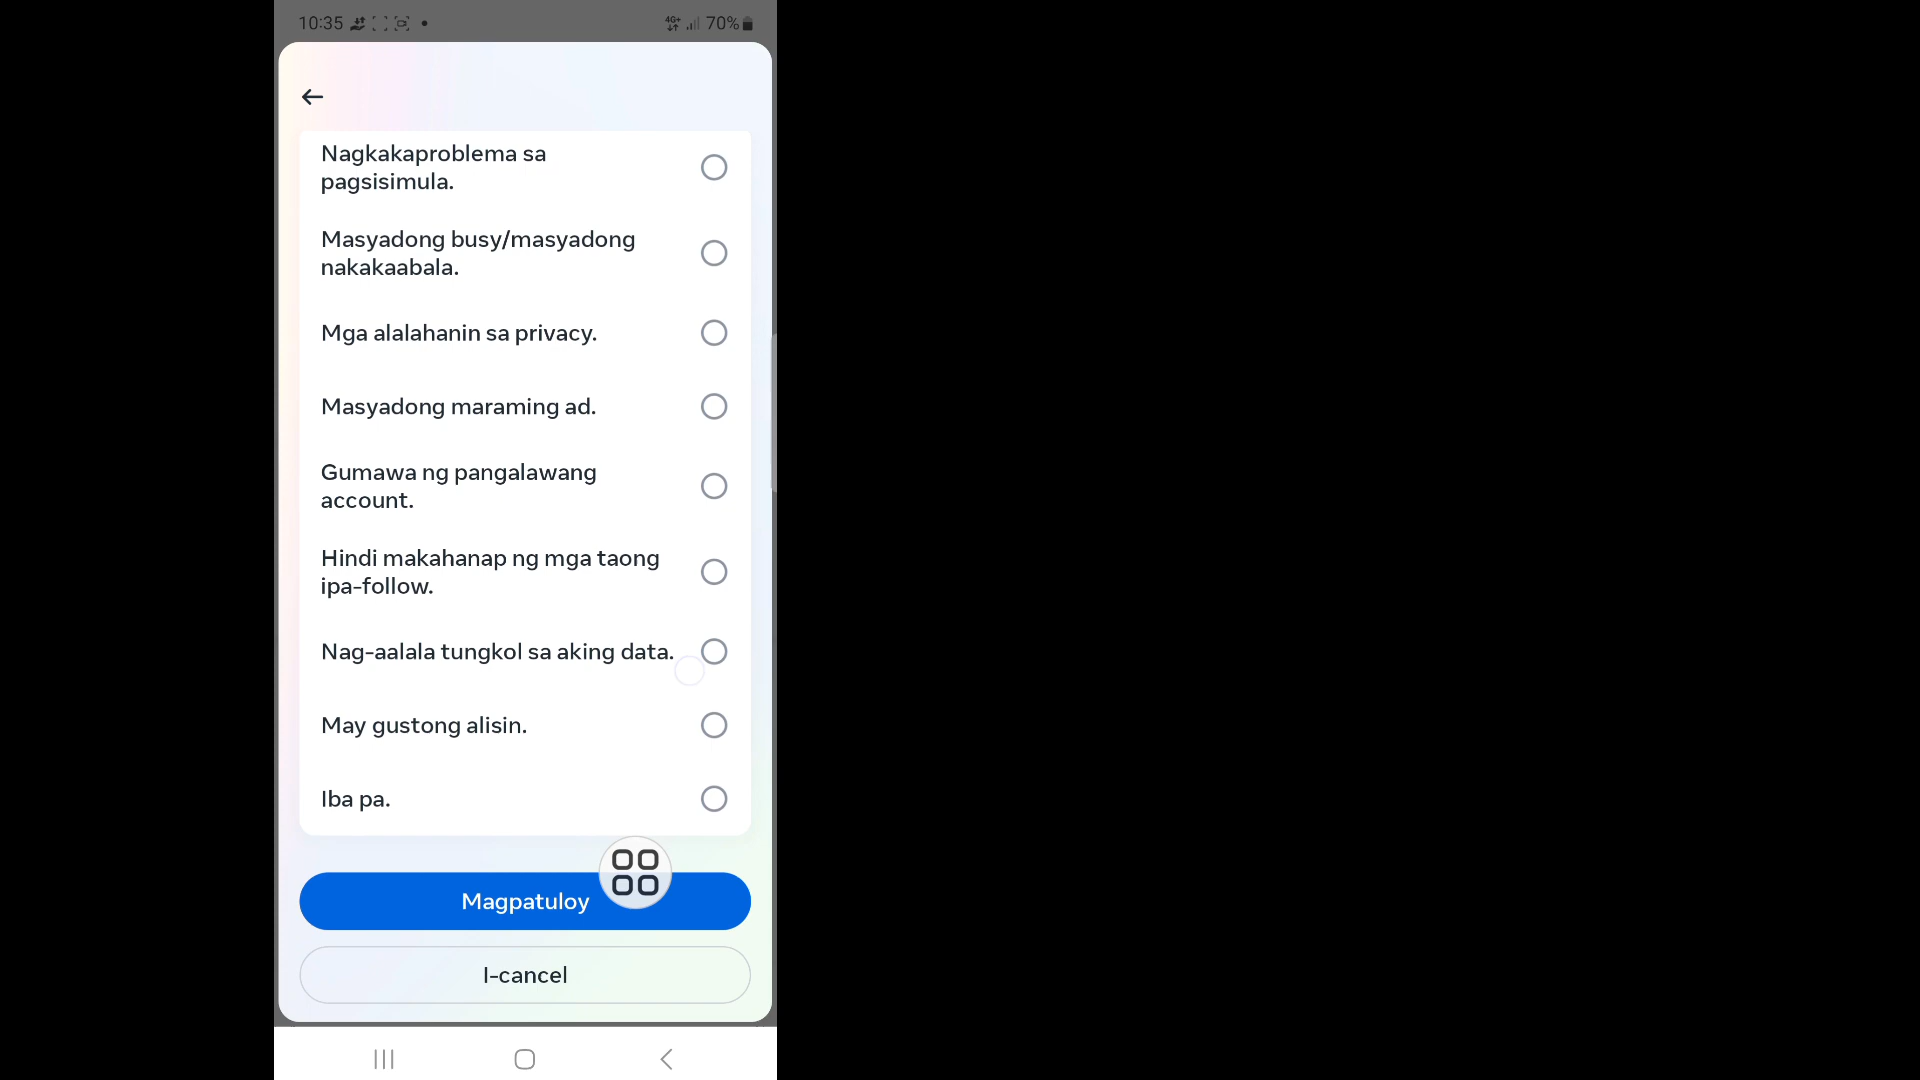 10:35
4G+
70%
Nagkakaproblema sa
pagsisimula.
Masyadong busy/masyadong
nakakaabala.
Mga alalahanin sa privacy.
Masyadong maraming ad.
Gumawa ng pangalawang
account.
Hindi makahanap ng mga taong
ipa-follow.
Nag-aalala tungkol sa aking data.
May gustong alisin.
Iba pa.
Magpatuloy
I-cancel